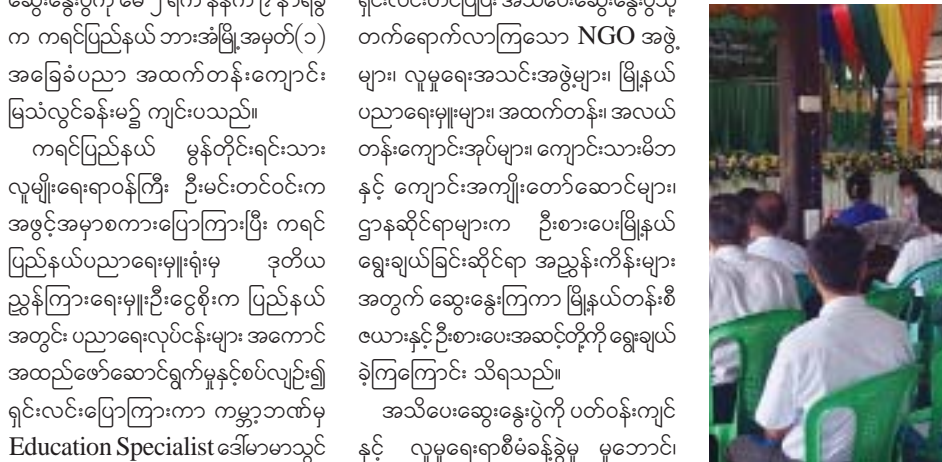 ဆွေးနွေးပွဲကို မေ ၂ ရက် နံနက် ၉ နာရီခွဲ
က ကရင်ပြည်နယ် ဘားအံမြို့အမှတ်(၁)
အခြေခံပညာ အထက်တန်းကျောင်း
မြသံလွင်ခန်းမ၌ ကျင်းပသည်။
ကရင်ပြည်နယ် မွန်တိုင်းရင်းသား
လူမျိုးရေးရာဝန်ကြီး ဦးမင်းတင်ဝင်းက
အဖွင့်အမှာစကားပြောကြားပြီး ကရင်
ပြည်နယ်ပညာရေးမှူးရုံးမှ ဒုတိယ
ညွှန်ကြားရေးမှူးဦးငွေစိုးက ပြည်နယ်
အတွင်း ပညာရေးလုပ်ငန်းများ အကောင်
အထည်ဖော်ဆောင်ရွက်မှုနှင့်စပ်လျဉ်း၍
ရှင်းလင်းပြောကြားကာ ကမ္ဘာ့ဘဏ်မှ
Education Specialist ဒေါ်မာမာသွင်
ရှင်းလင်းတင်ပြပြီး အသိပေးဆွေးနွေးပွဲသို့
တက်ရောက်လာကြသော NGO အဖွဲ့
များ၊ လူမှုရေးအသင်းအဖွဲ့များ၊ မြို့နယ်
ပညာရေးမှူးများ၊ အထက်တန်း၊ အလယ်
တန်းကျောင်းအုပ်များ၊ ကျောင်းသားမိဘ
နှင့် ကျောင်းအကျိုးတော်ဆောင်များ၊
ဌာနဆိုင်ရာများက ဦးစားပေးမြို့နယ်
ရွေးချယ်ခြင်းဆိုင်ရာ အညွှန်းကိန်းများ
အတွက် ဆွေးနွေးကြကာ မြို့နယ်တန်းစီ
ဇယားနှင့်ဦးစားပေးအဆင့်တို့ကို ရွေးချယ်
ခဲ့ကြကြောင်း သိရသည်။
အသိပေးဆွေးနွေးပွဲကို ပတ်ဝန်းကျင်
နှင့် လူမှုရေးရာစီမံခန့်ခွဲမှု မူဘောင်၊